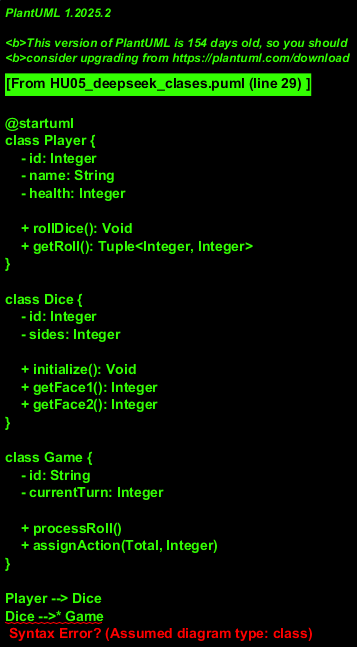 PlantUML 1.2025.2
<b>This version of PlantUML is 154 days old, so you should
<b>consider upgrading from https://plantuml.com/download
[From HU05_deepseek_clases.puml (line 29) ]
@startuml
class Player {
- id: Integer
- name: String
- health: Integer
+ rollDice(): Void
+ getRoll(): Tuple<Integer, Integer>
}
class Dice {
- id: Integer
- sides: Integer
+ initialize(): Void
+ getFace1(): Integer
+ getFace2(): Integer
}
class Game {
- id: String
- currentTurn: Integer
+ processRoll()
+ assignAction(Total, Integer)
}
Player --> Dice
Dice -->* Game
Syntax Error? (Assumed diagram type: class)